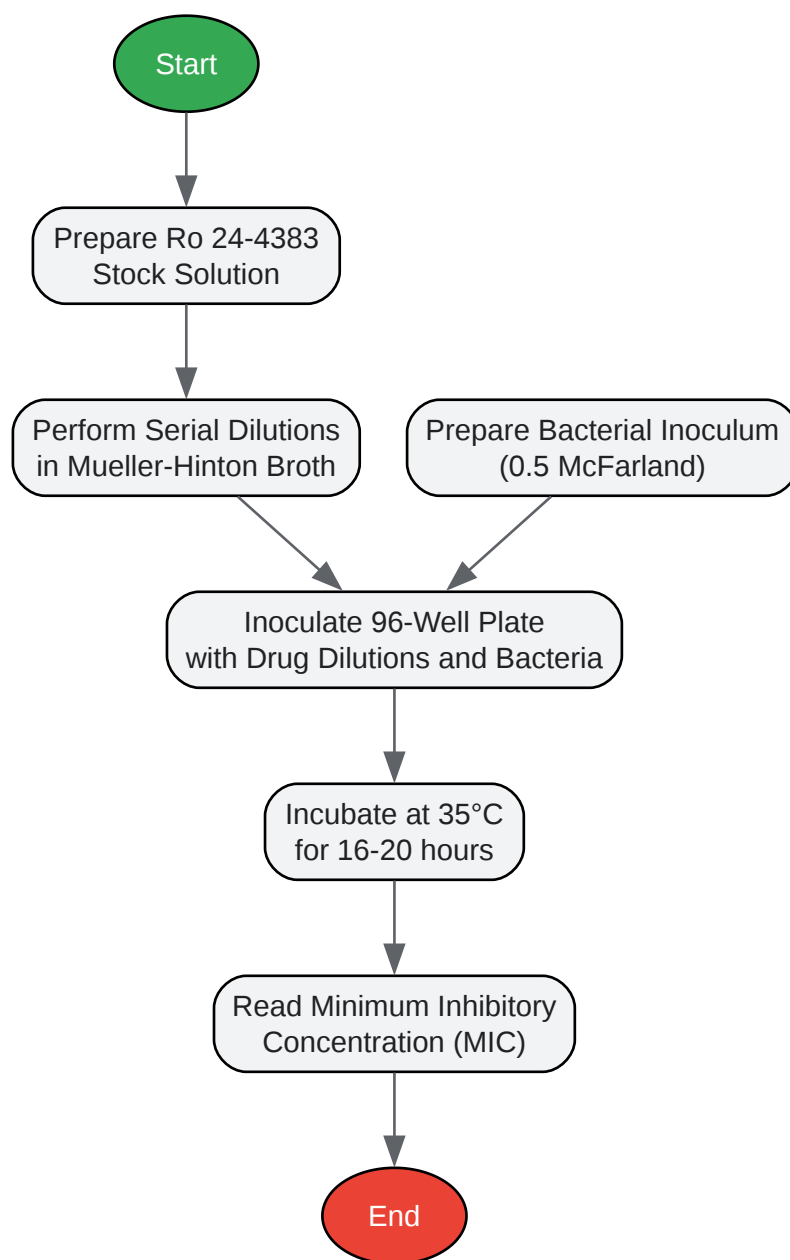 Start
Prepare Ro 24-4383
Stock Solution
Perform Serial Dilutions
in Mueller-Hinton Broth
Prepare Bacterial Inoculum
(0.5 McFarland)
Inoculate 96-Well Plate
with Drug Dilutions and Bacteria
Incubate at 35°C
for 16-20 hours
Read Minimum Inhibitory
Concentration (MIC)
End